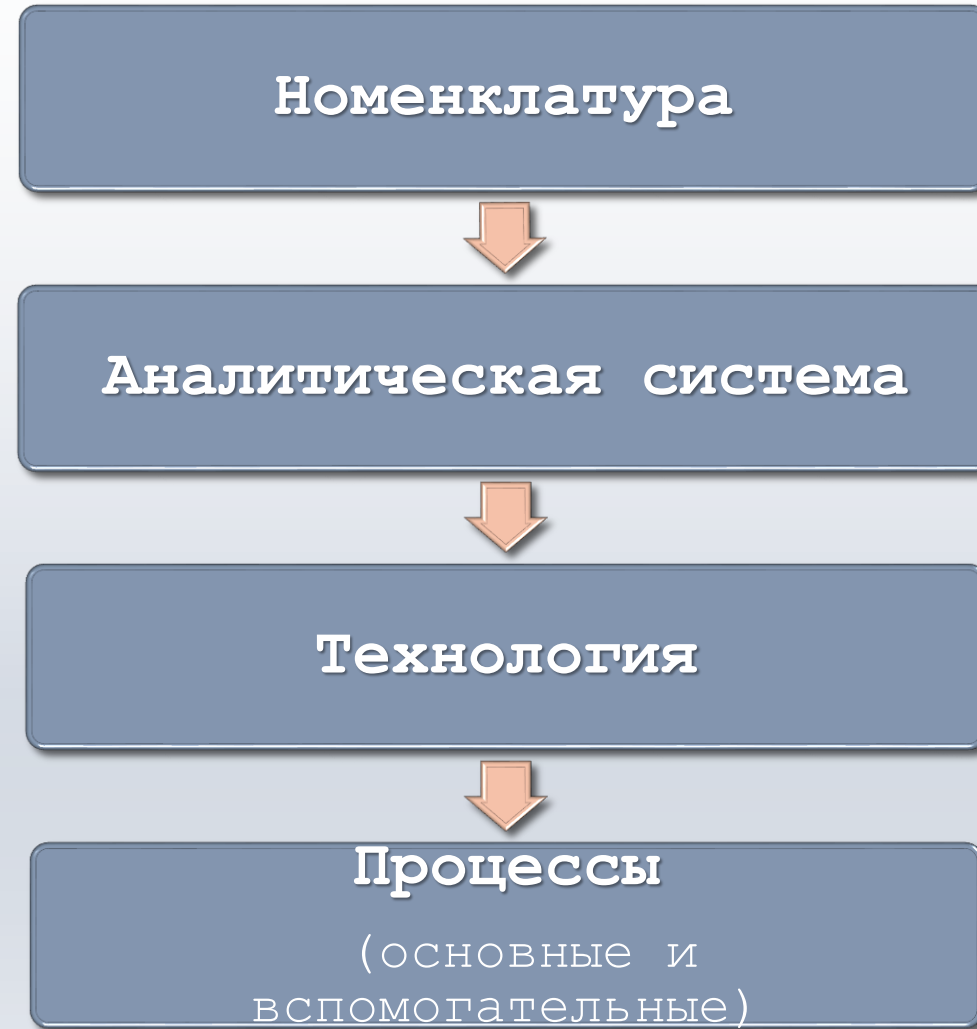 Номенклатура
Аналитическая система
Технология
Процессы
(основные и
вспомогательные)